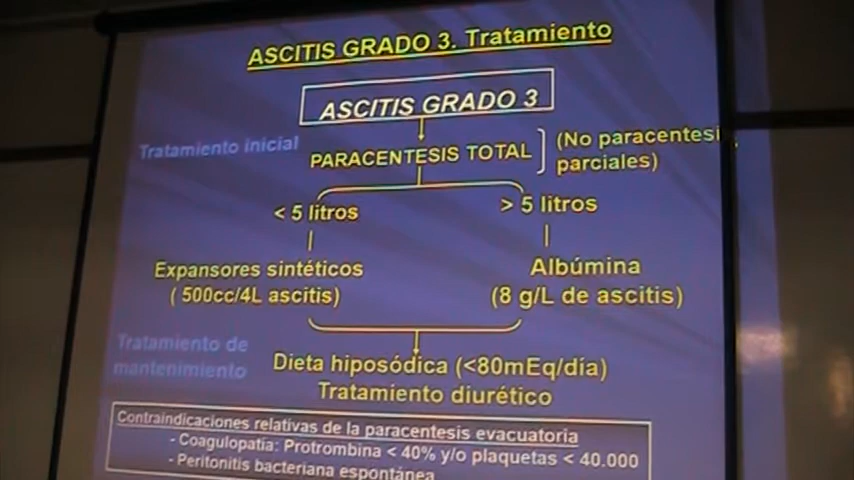 ASCITIS GRADO 3. Tratamiento
ASCITIS GRADO 3
Tratamiento inicial
PARACENTESIS TOTAL
(No paracentesis
parciales)
< 5 litros
> 5 litros
Expansores sintéticos
( 500cc/4L ascitis)
Albúmina
(8 g/L de ascitis)
Tratamiento de
mantenimiento
Dieta hiposódica (<80mEq/día)
Tratamiento diurético
Contraindicaciones relativas de la paracentesis evacuatoria
- Coagulopatía: Protrombina < 40% y/o plaquetas < 40.000
- Peritonitis bacteriana espontánea